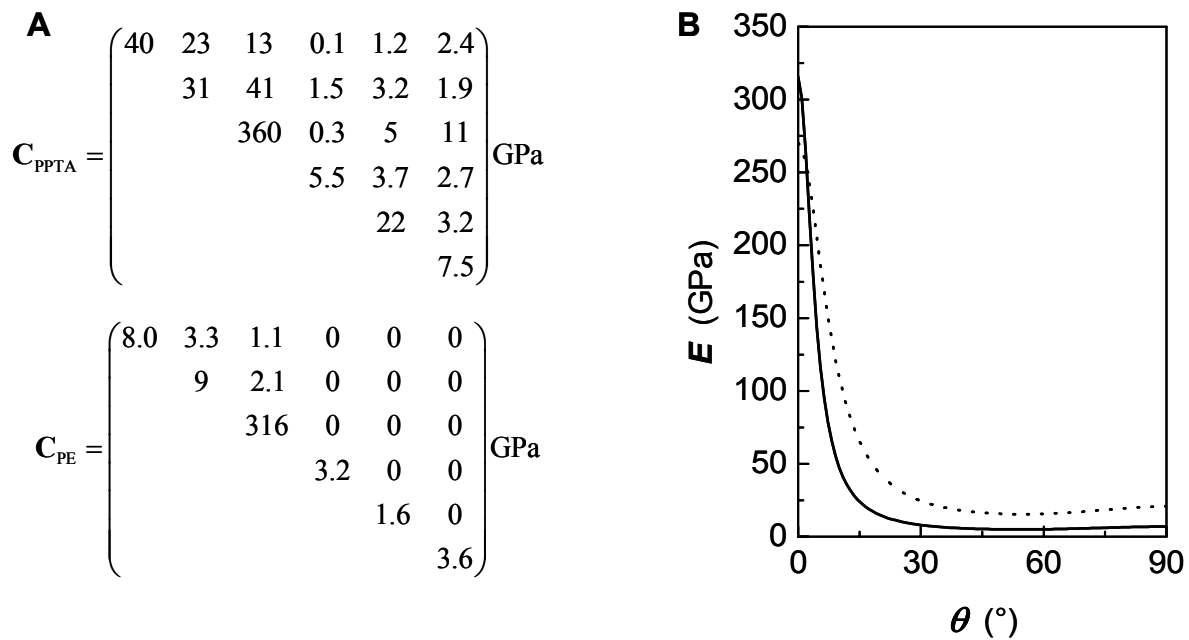 A
40 23 13 0.1 1.2 2.4
31 41 1.5 3.2 1.9
360 0.3 5 11
C_PPTA = GPa
5.5 3.7 2.7
22 3.2
7.5
8.0 3.3 1.1 0 0 0
9 2.1 0 0 0
316 0 0 0
C_PE = GPa
3.2 0 0
1.6 0
3.6
B
350
300
250
200
150
100
50
0
E (GPa)
0 30 60 90
θ (°)